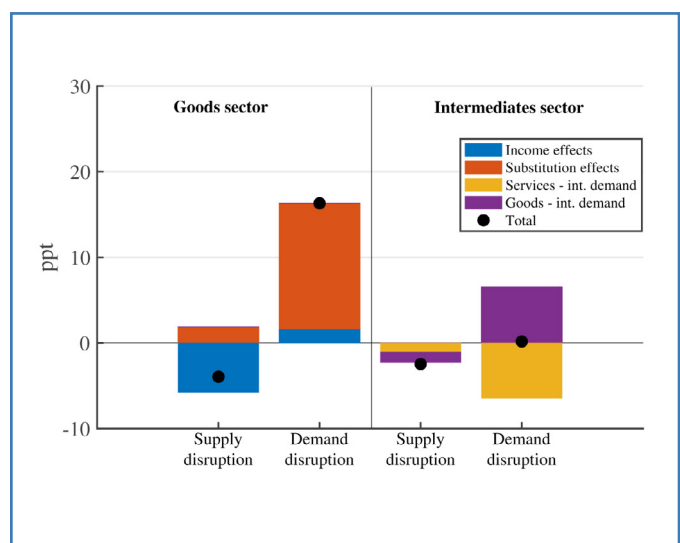 30
20
10
0
-10
ppt
Goods sector
Intermediates sector
Income effects
Substitution effects
Services - int. demand
Goods - int. demand
Total
Supply
disruption
Demand
disruption
Supply
disruption
Demand
disruption